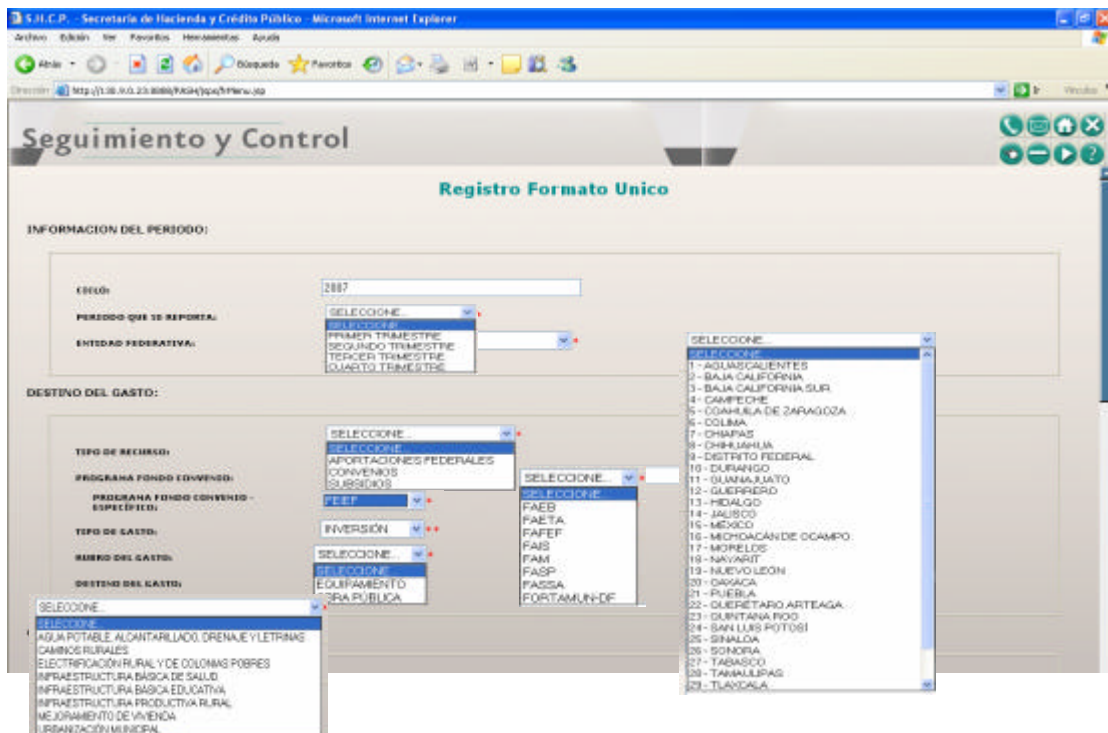 S.H.C.P. - Secretaría de Hacienda y Crédito Público - Microsoft Internet Explorer
Archivo Edición Ver Favoritos Herramientas Ayuda
Atrás Búsqueda Favoritos
Dirección Ir Vínculos
Seguimiento y Control
Registro Formato Unico
INFORMACION DEL PERIODO:
CICLO: 2007
PERIODO QUE SE REPORTA: SELECCIONE...
SELECCIONE...
PRIMER TRIMESTRE
SEGUNDO TRIMESTRE
TERCER TRIMESTRE
CUARTO TRIMESTRE
ENTIDAD FEDERATIVA:
SELECCIONE...
SELECCIONE...
1 - AGUASCALIENTES
2 - BAJA CALIFORNIA
3 - BAJA CALIFORNIA SUR
4 - CAMPECHE
5 - COAHUILA DE ZARAGOZA
6 - COLIMA
7 - CHIAPAS
8 - CHIHUAHUA
9 - DISTRITO FEDERAL
10 - DURANGO
11 - GUANAJUATO
12 - GUERRERO
13 - HIDALGO
14 - JALISCO
15 - MÉXICO
16 - MICHOACÁN DE OCAMPO
17 - MORELOS
18 - NAYARIT
19 - NUEVO LEÓN
20 - OAXACA
21 - PUEBLA
22 - QUERÉTARO ARTEAGA
23 - QUINTANA ROO
24 - SAN LUIS POTOSÍ
25 - SINALOA
26 - SONORA
27 - TABASCO
28 - TAMAULIPAS
29 - TLAXCALA
DESTINO DEL GASTO:
TIPO DE RECURSO: SELECCIONE...
SELECCIONE...
APORTACIONES FEDERALES
CONVENIOS
SUBSIDIOS
PROGRAMA FONDO CONVENIO: SELECCIONE...
SELECCIONE...
FAEB
FAETA
FAFEF
FAIS
FAM
FASP
FASSA
FORTAMUN-DF
PROGRAMA FONDO CONVENIO - ESPECÍFICO: FEIEF
TIPO DE GASTO: INVERSIÓN
RUBRO DEL GASTO: SELECCIONE...
SELECCIONE...
EQUIPAMIENTO
OBRA PÚBLICA
DESTINO DEL GASTO:
SELECCIONE...
SELECCIONE...
AGUA POTABLE, ALCANTARILLADO, DRENAJE Y LETRINAS
CAMINOS RURALES
ELECTRIFICACIÓN RURAL Y DE COLONIAS POBRES
INFRAESTRUCTURA BÁSICA DE SALUD
INFRAESTRUCTURA BÁSICA EDUCATIVA
INFRAESTRUCTURA PRODUCTIVA RURAL
MEJORAMIENTO DE VIVIENDA
URBANIZACIÓN MUNICIPAL